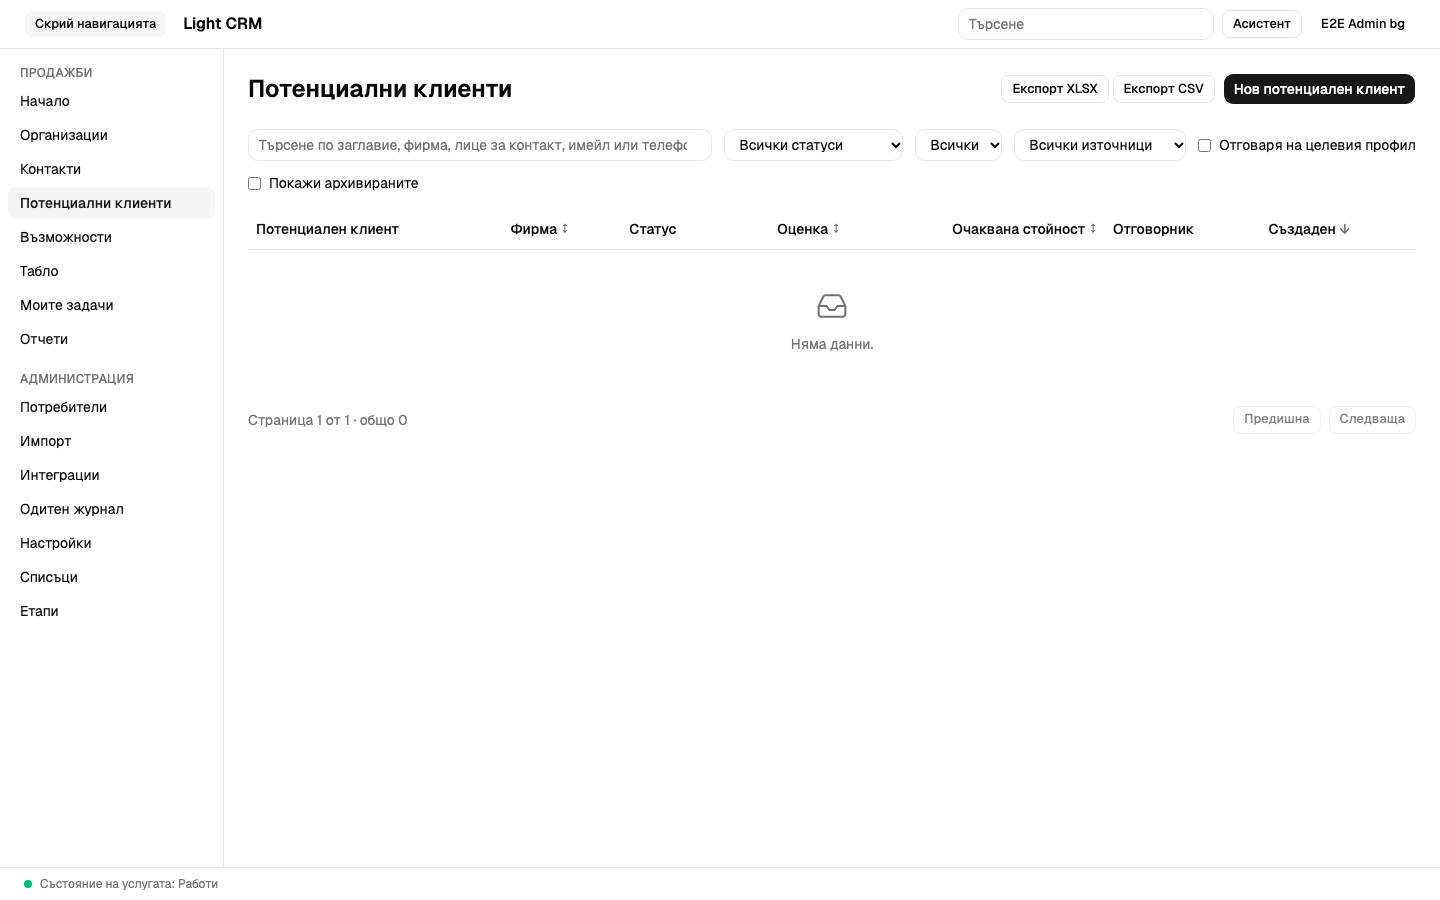 Скрий навигацията
Light CRM
Търсене
Асистент
E2E Admin bg
ПРОДАЖБИ
Начало
Организации
Контакти
Потенциални клиенти
Възможности
Табло
Моите задачи
Отчети
АДМИНИСТРАЦИЯ
Потребители
Импорт
Интеграции
Одитен журнал
Настройки
Списъци
Етапи
Потенциални клиенти
Експорт XLSX
Експорт CSV
Нов потенциален клиент
Търсене по заглавие, фирма, лице за контакт, имейл или телефо
Всички статуси
Всички
Всички източници
Отговаря на целевия профил
Покажи архивираните
Потенциален клиент
Фирма
Статус
Оценка
Очаквана стойност
Отговорник
Създаден
Няма данни.
Страница 1 от 1 · общо 0
Предишна
Следваща
Състояние на услугата: Работи